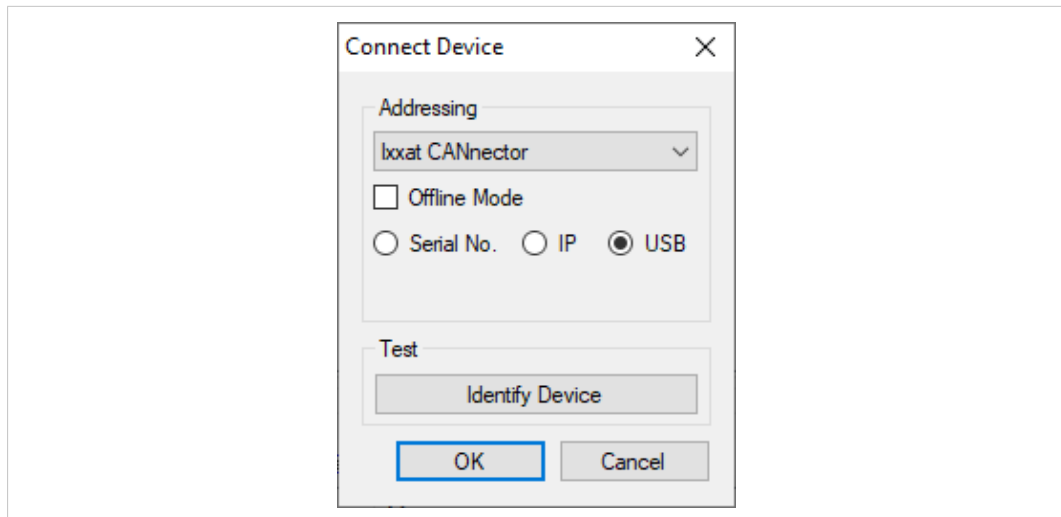 Connect Device
Addressing
Ixxat CANnector
Offline Mode
Serial No. IP USB
Test
Identify Device
OK Cancel